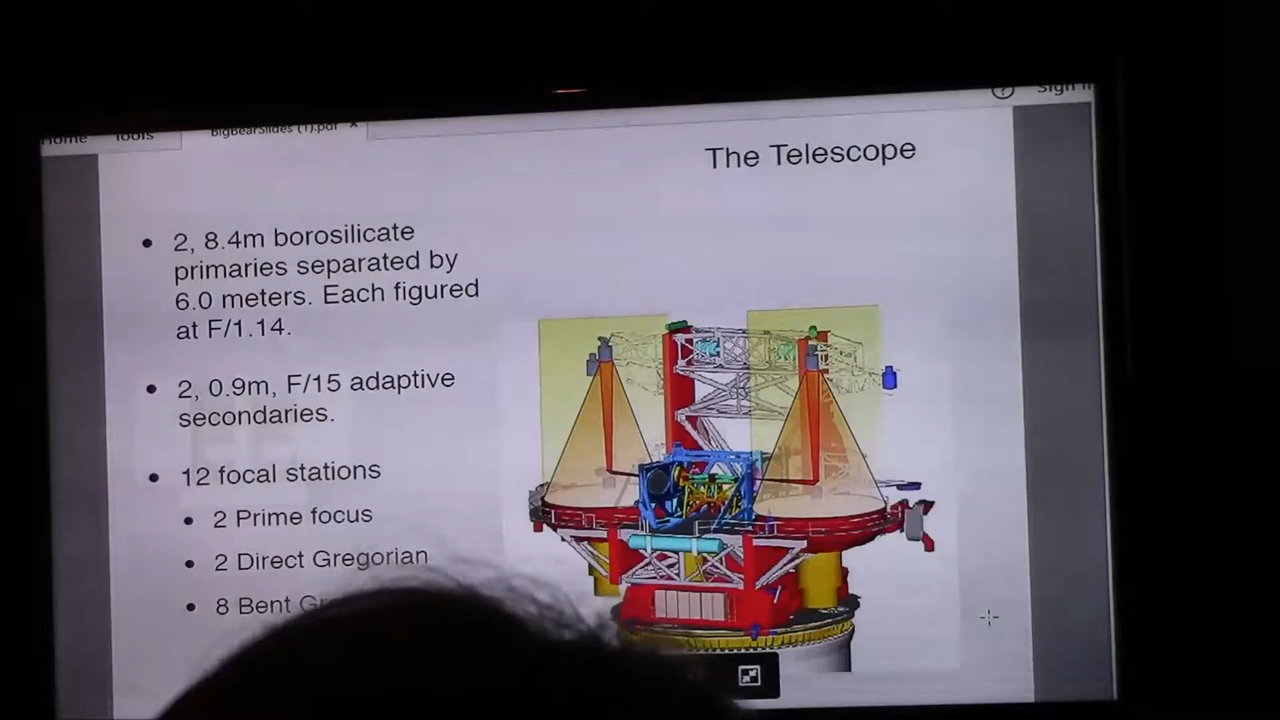 Home Tools BigBearSlides (1).pdf × ? Sign
The Telescope
• 2, 8.4m borosilicate
primaries separated by
6.0 meters. Each figured
at F/1.14.
• 2, 0.9m, F/15 adaptive
secondaries.
• 12 focal stations
• 2 Prime focus
• 2 Direct Gregorian
• 8 Bent